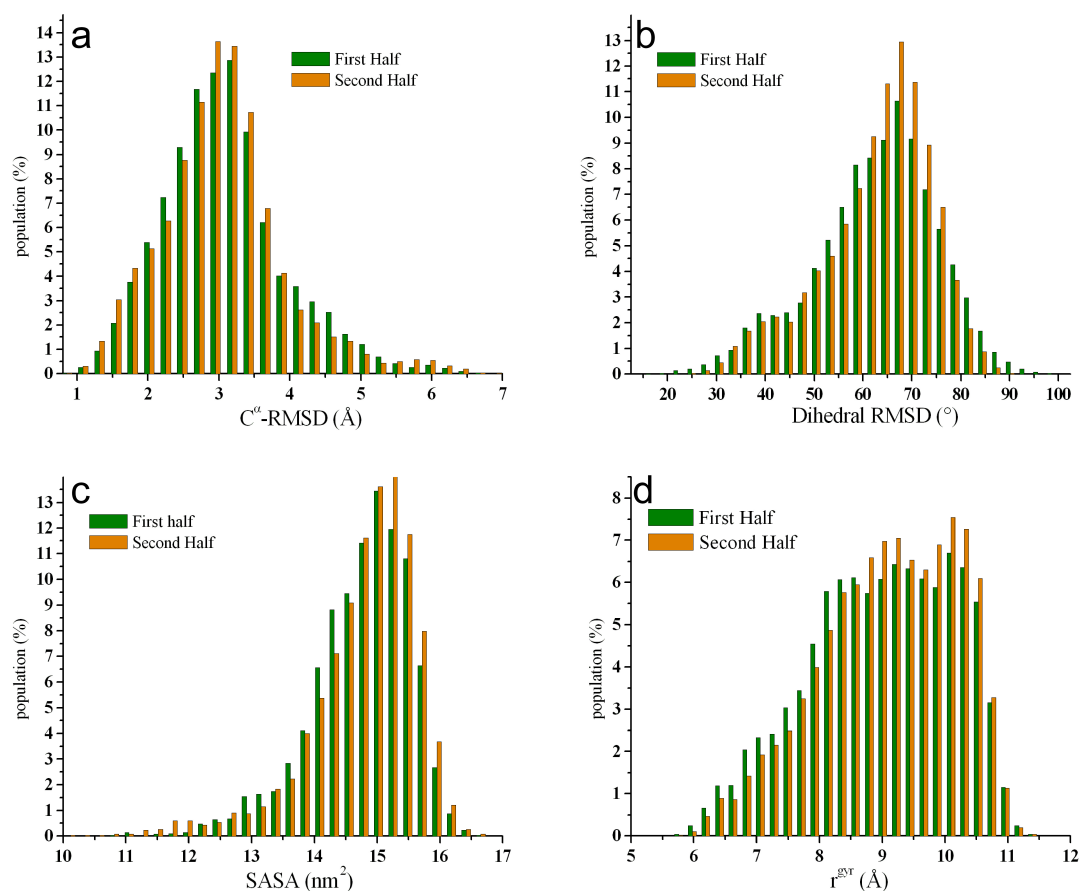 a
First Half
Second Half
population (%)
14
13
12
11
10
9
8
7
6
5
4
3
2
1
0
1 2 3 4 5 6 7
Cα-RMSD (Å)
b
First Half
Second Half
population (%)
13
12
11
10
9
8
7
6
5
4
3
2
1
0
20 30 40 50 60 70 80 90 100
Dihedral RMSD (°)
c
First half
Second Half
population (%)
13
12
11
10
9
8
7
6
5
4
3
2
1
0
10 11 12 13 14 15 16 17
SASA (nm2)
d
First Half
Second Half
population (%)
8
7
6
5
4
3
2
1
0
5 6 7 8 9 10 11 12
rgyr (Å)